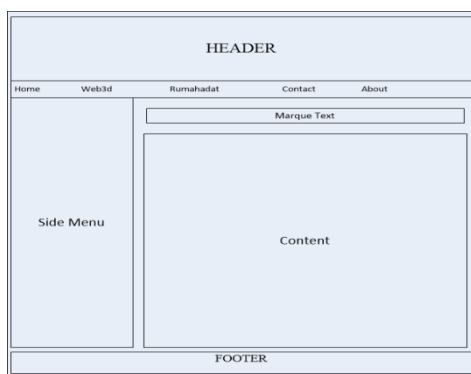 HEADER
Home Web3d Rumahadat Contact About
Marque Text
Side Menu
Content
FOOTER